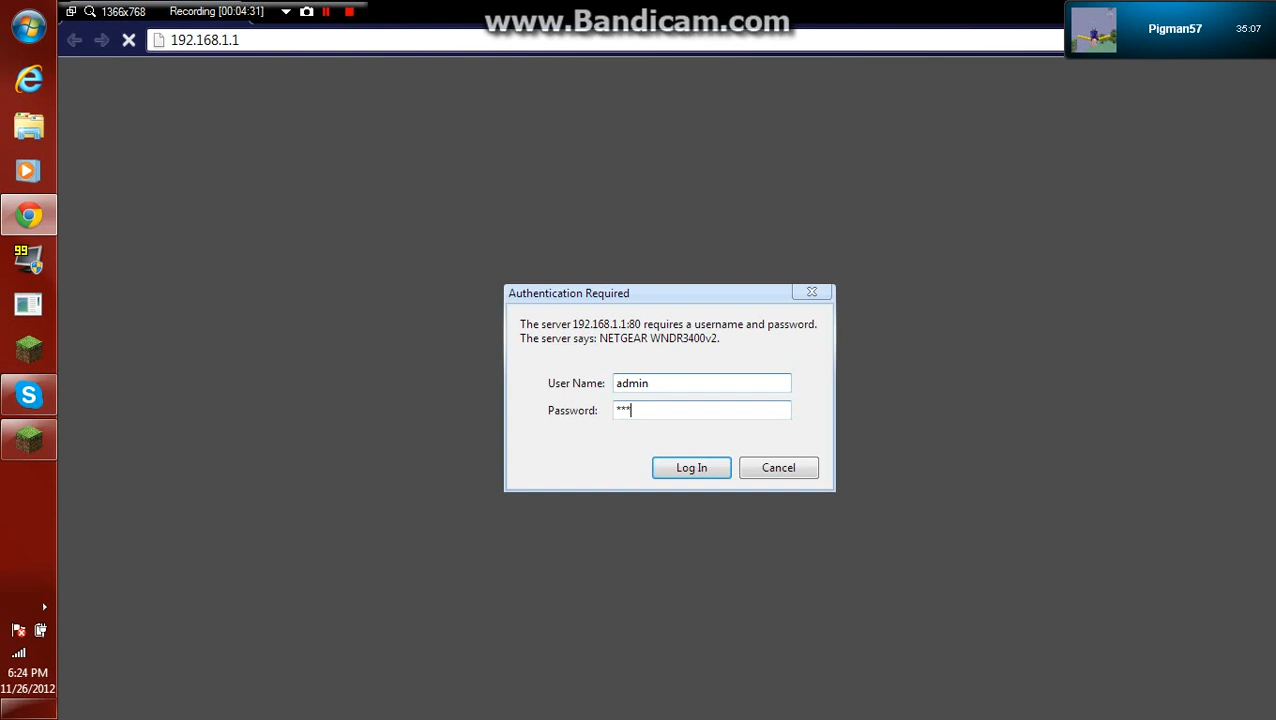 1366x768
Recording [00:04:31]
www.Bandicam.com
192.168.1.1
Pigman57
35:07
99
Authentication Required
The server 192.168.1.1:80 requires a username and password.
The server says: NETGEAR WNDR3400v2.
User Name: admin
Password: ***
Log In
Cancel
6:24 PM
11/26/2012